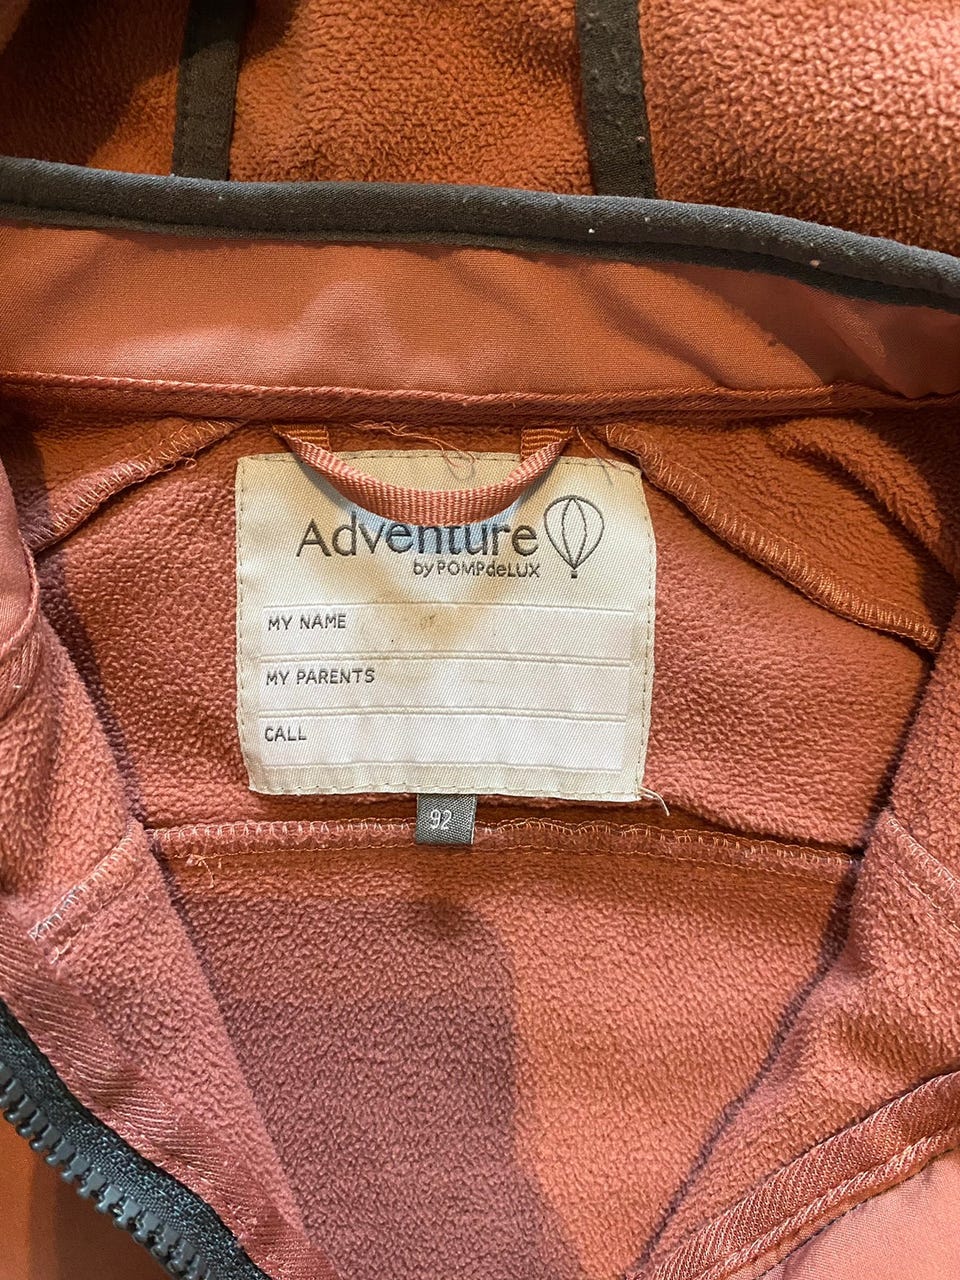 Adventure
by POMPdeLUX
MY NAME
MY PARENTS
CALL
92